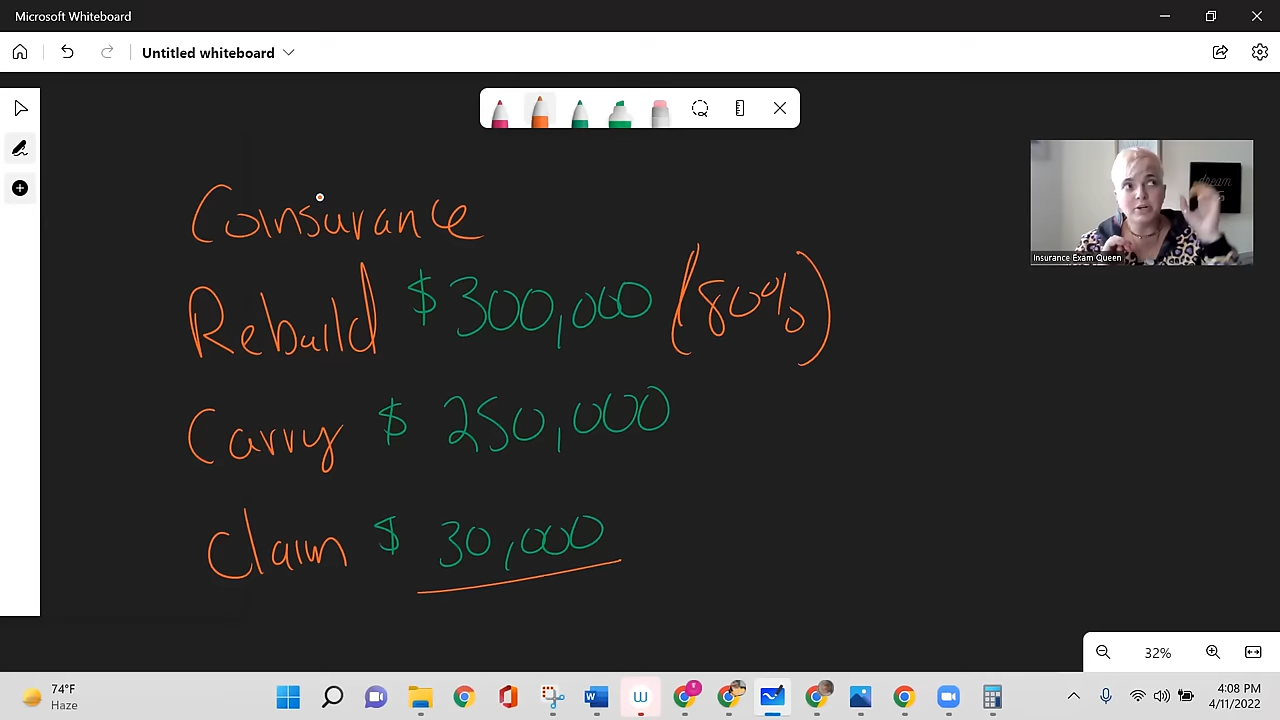 Microsoft Whiteboard
Untitled whiteboard
Coinsurance
Rebuild $300,000 (80%)
Carry $ 250,000
Claim $ 30,000
dream
Insurance Exam Queen
32%
74°F
Haze
4:08 PM
4/11/2022